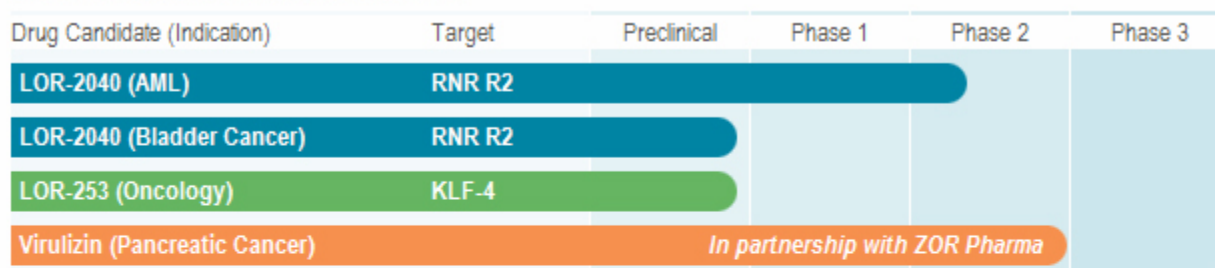 Drug Candidate (Indication) Target Preclinical Phase 1 Phase 2 Phase 3
LOR-2040 (AML) RNR R2
LOR-2040 (Bladder Cancer) RNR R2
LOR-253 (Oncology) KLF-4
Virulizin (Pancreatic Cancer) In partnership with ZOR Pharma